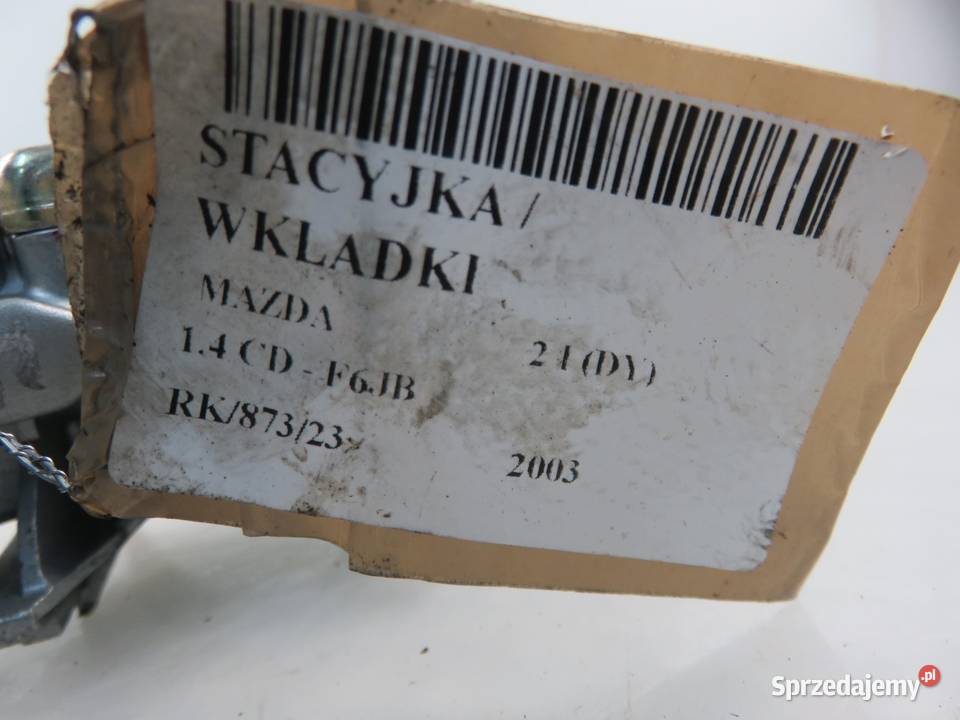 STACYJKA /
WKLADKI
MAZDA 2 I (DY)
1.4 CD - F6JB
RK/873/23 2003
Sprzedajemy.pl